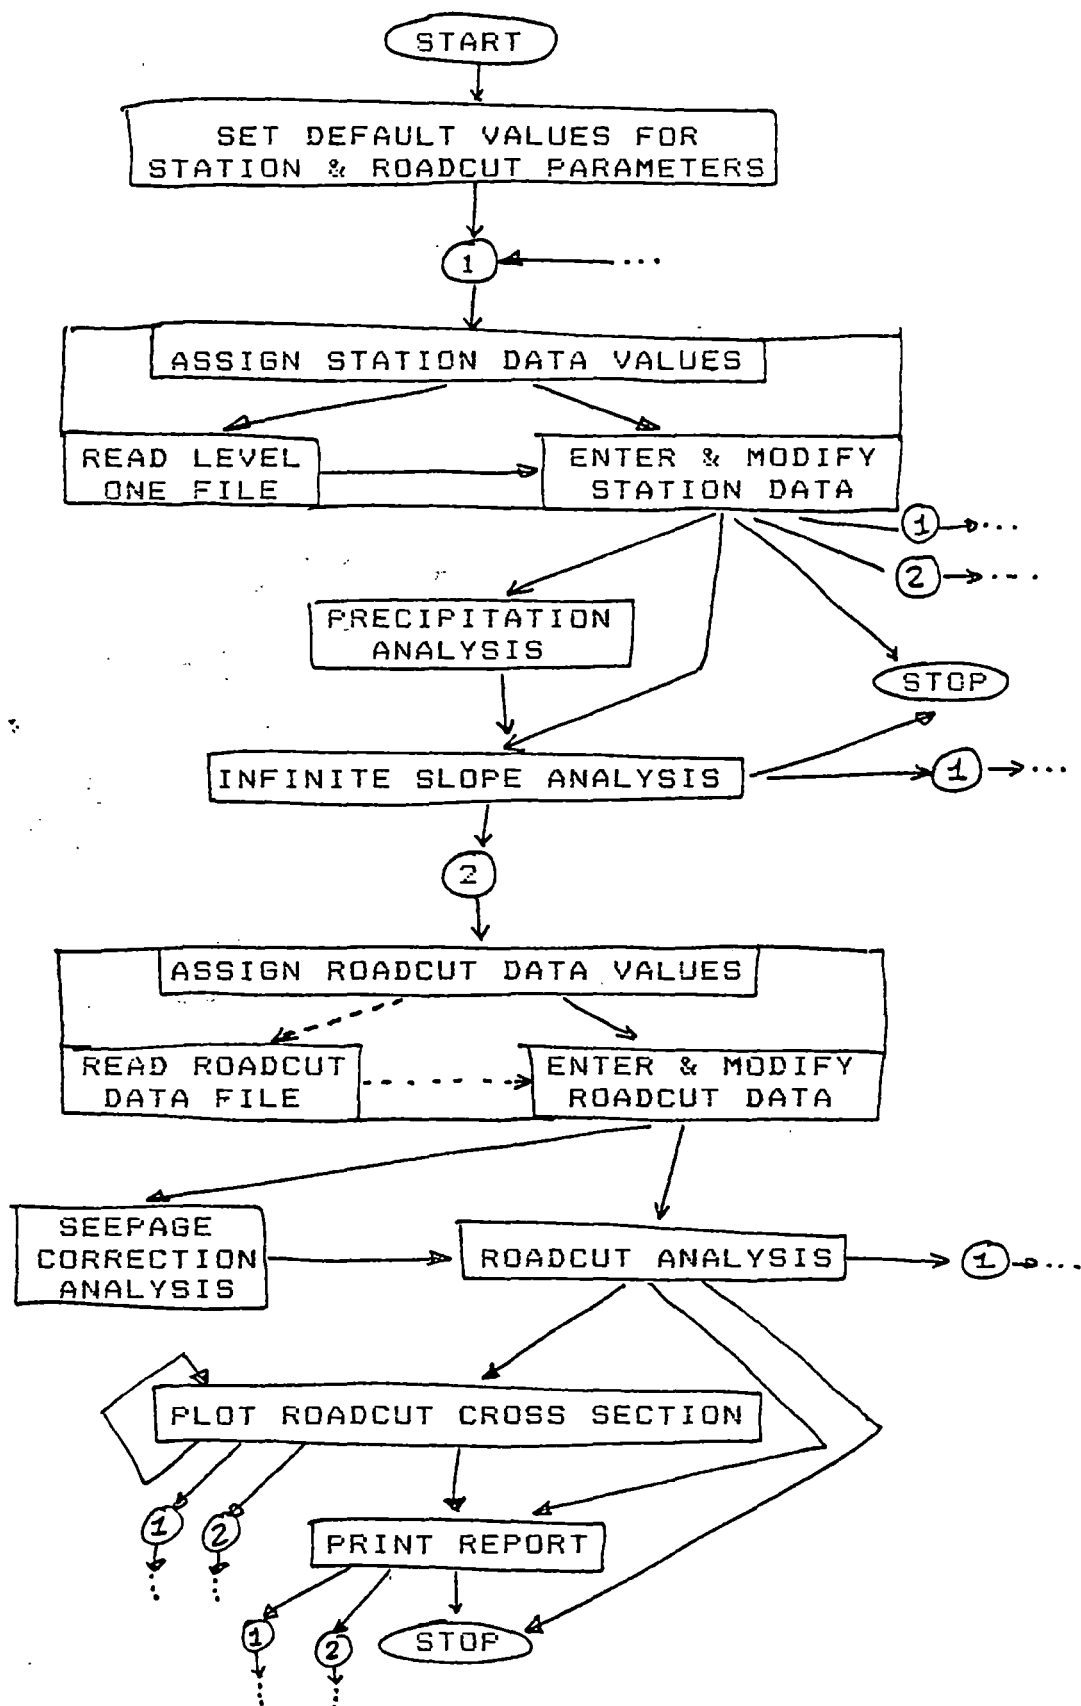 START
SET DEFAULT VALUES FOR
STATION & ROADCUT PARAMETERS
1
...
ASSIGN STATION DATA VALUES
READ LEVEL
ONE FILE
ENTER & MODIFY
STATION DATA
1
...
2
...
PRECIPITATION
ANALYSIS
STOP
INFINITE SLOPE ANALYSIS
1
...
2
ASSIGN ROADCUT DATA VALUES
READ ROADCUT
DATA FILE
ENTER & MODIFY
ROADCUT DATA
SEEPAGE
CORRECTION
ANALYSIS
ROADCUT ANALYSIS
1
...
PLOT ROADCUT CROSS SECTION
1
2
PRINT REPORT
1
2
STOP